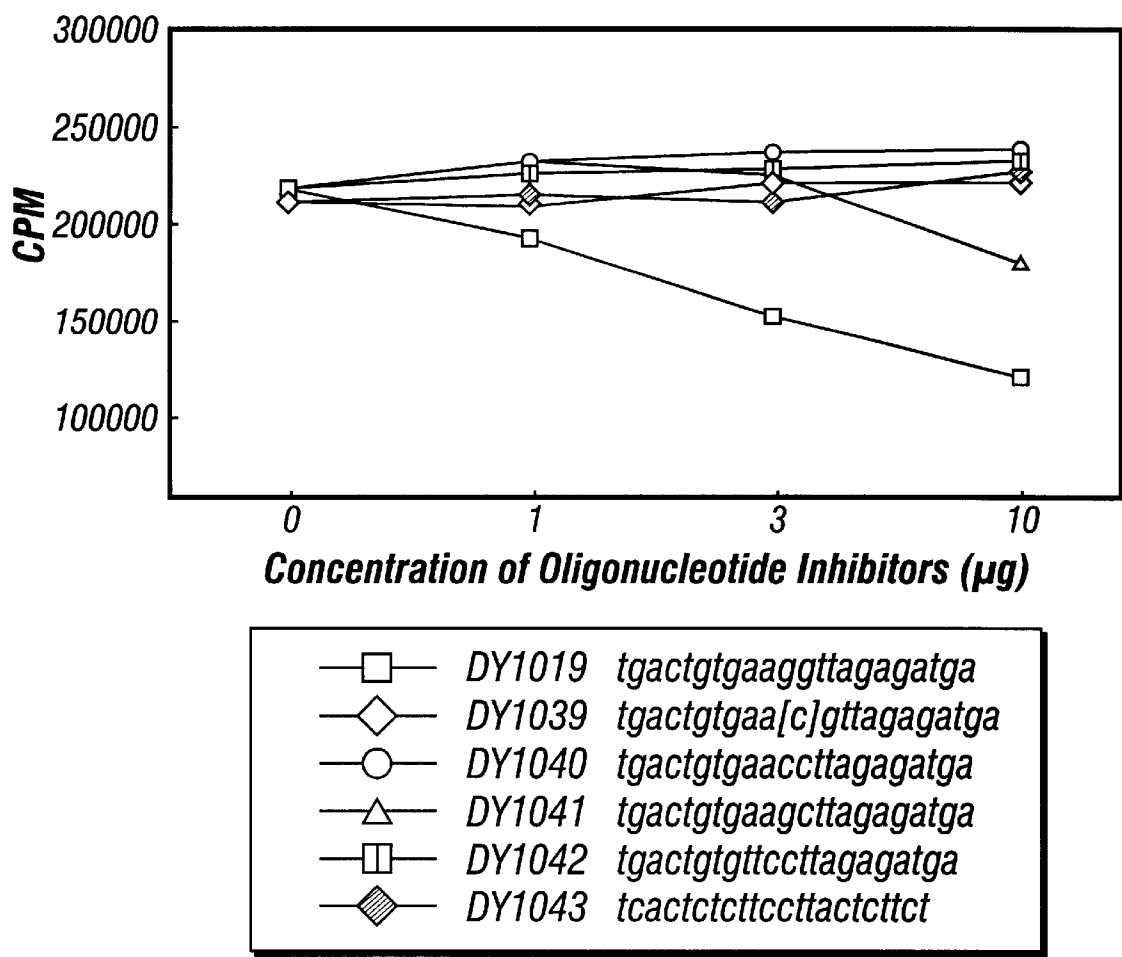 300000
250000
200000
150000
100000
CPM
0 1 3 10
Concentration of Oligonucleotide Inhibitors (µg)
DY1019 tgactgtgaaggttagagatga
DY1039 tgactgtgaa[c]gttagagatga
DY1040 tgactgtgaaccttagagatga
DY1041 tgactgtgaagcttagagatga
DY1042 tgactgtgttccttagagatga
DY1043 tcactctcttccttactcttct